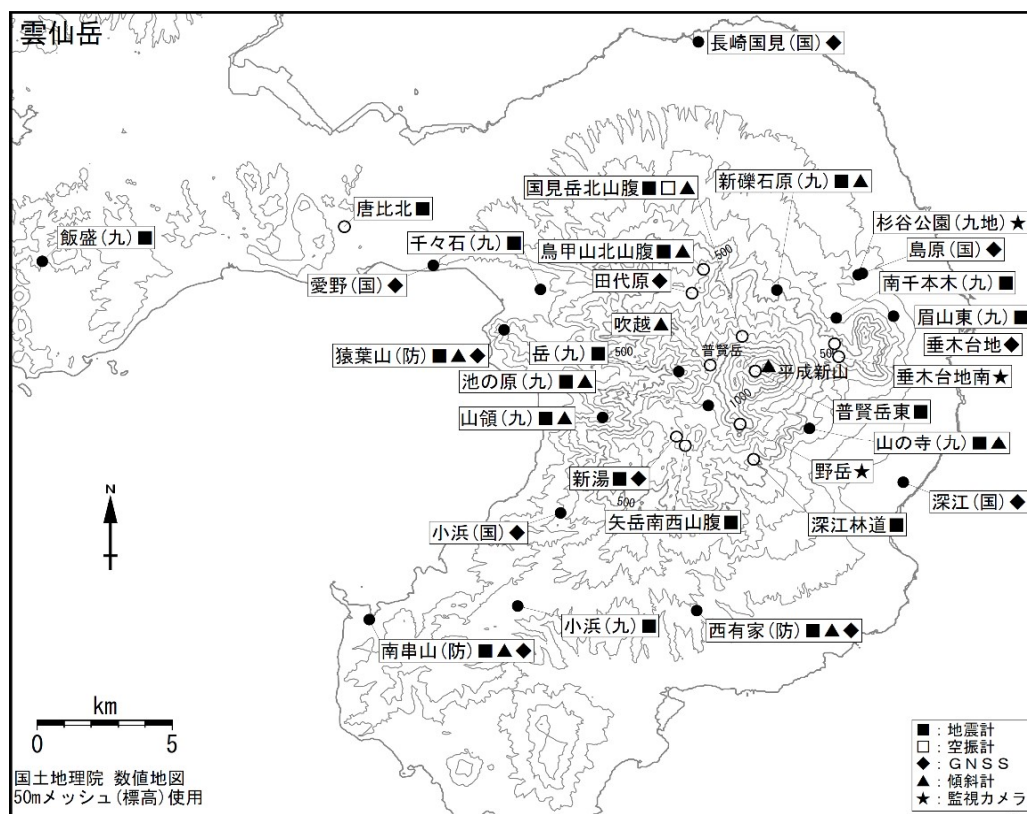 雲仙岳
長崎国見(国)◆
国見岳北山腹■□▲
新礫石原(九)■▲
唐比北■
杉谷公園(九地)★
飯盛(九)■
千々石(九)■
鳥甲山北山腹■▲
島原(国)◆
500
愛野(国)◆
田代原◆
南千本木(九)■
吹越▲
眉山東(九)■
猿葉山(防)■▲◆
岳(九)■
500
普賢岳
500
垂木台地◆
池の原(九)■▲
平成新山
垂木台地南★
1000
山領(九)■▲
普賢岳東■
山の寺(九)■▲
新湯■◆
野岳★
500
深江(国)◆
小浜(国)◆
矢岳南西山腹■
深江林道■
N
小浜(九)■
西有家(防)■▲◆
南串山(防)■▲◆
km
0 5
国土地理院 数値地図
50mメッシュ(標高)使用
■:地震計
□:空振計
◆:GNSS
▲:傾斜計
★:監視カメラ